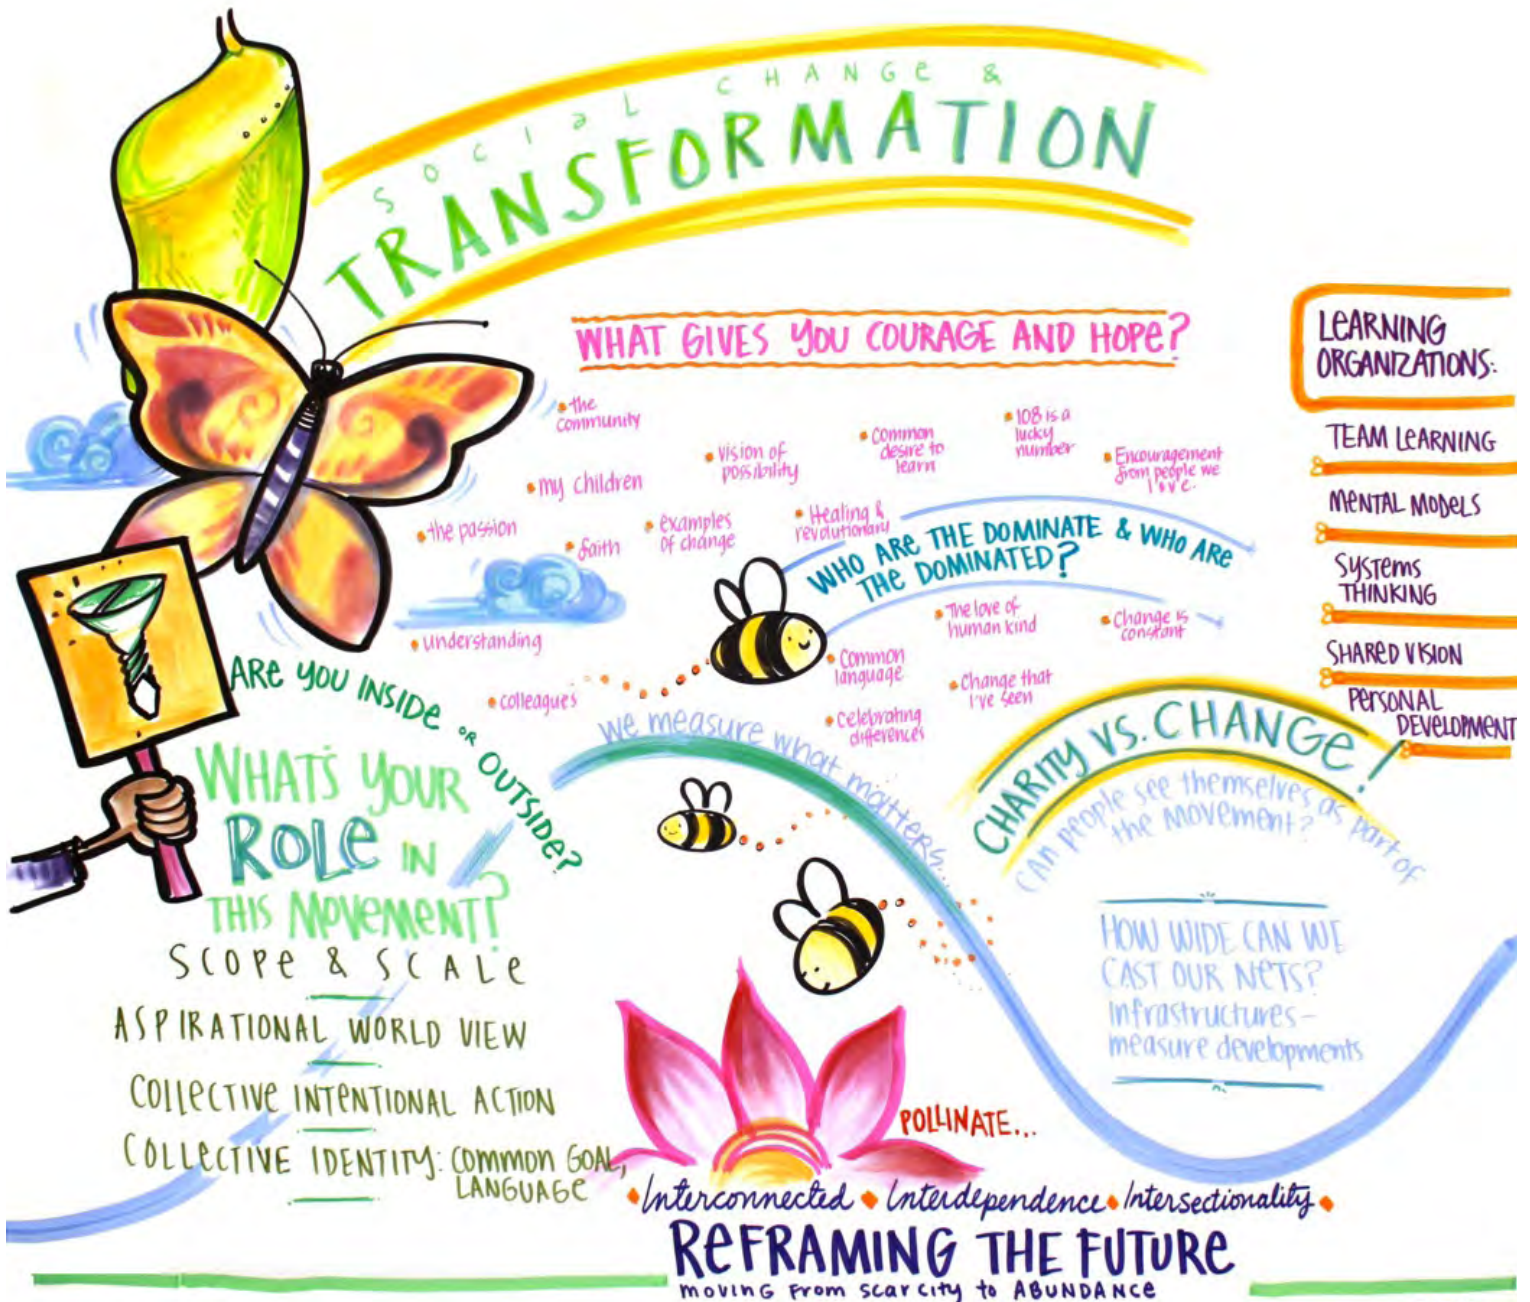 SOCIAL CHANGE &
TRANSFORMATION
WHAT GIVES YOU COURAGE AND HOPE?
• the
community
• my children
• the passion
• faith
• examples
of change
• vision of
possibility
• Healing &
revolutionary
• Common
desire to
learn
• 108 is a
lucky
number
• Encouragement
from people we
love.
WHO ARE THE DOMINATE & WHO ARE
THE DOMINATED?
• understanding
• colleagues
• The love of
human kind
• Change is
constant
• Common
language
• Change that
I've seen
• Celebrating
differences
LEARNING
ORGANIZATIONS:
TEAM LEARNING
MENTAL MODELS
SYSTEMS
THINKING
SHARED VISION
PERSONAL
DEVELOPMENT
ARE YOU INSIDE OR OUTSIDE?
WHAT'S YOUR
ROLE IN
THIS MOVEMENT?
SCOPE & SCALE
ASPIRATIONAL WORLD VIEW
COLLECTIVE INTENTIONAL ACTION
COLLECTIVE IDENTITY: COMMON GOAL,
LANGUAGE
we measure what matters...
CHARITY VS. CHANGE!
Can people see themselves as part of
the movement?
HOW WIDE CAN WE
CAST OUR NETS?
infrastructures-
measure developments
POLLINATE...
• Interconnected • Interdependence • Intersectionality •
REFRAMING THE FUTURE
MOVING FROM SCARCITY to ABUNDANCE